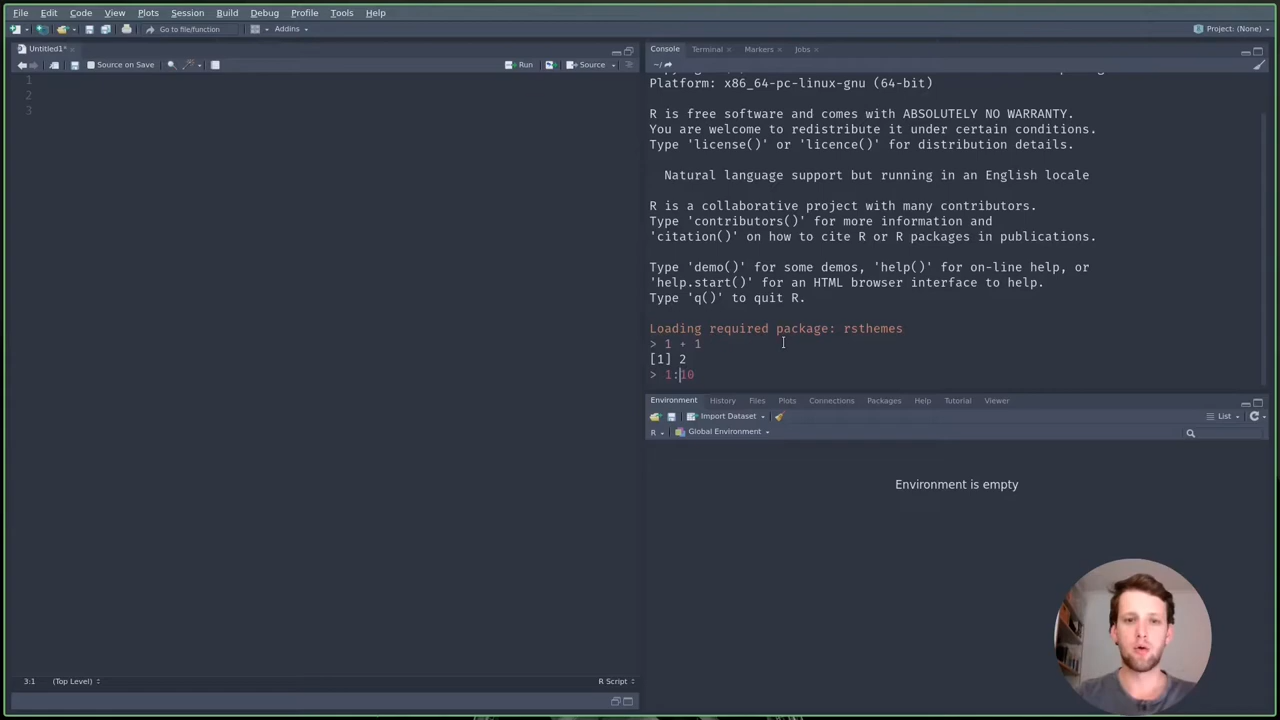 File Edit Code View Plots Session Build Debug Profile Tools Help
Go to file/function Addins Project: (None)
Untitled1*
Source on Save Run Source
1
2
3
3:1 (Top Level) R Script
Console Terminal Markers Jobs
~/
Platform: x86_64-pc-linux-gnu (64-bit)
R is free software and comes with ABSOLUTELY NO WARRANTY.
You are welcome to redistribute it under certain conditions.
Type 'license()' or 'licence()' for distribution details.
Natural language support but running in an English locale
R is a collaborative project with many contributors.
Type 'contributors()' for more information and
'citation()' on how to cite R or R packages in publications.
Type 'demo()' for some demos, 'help()' for on-line help, or
'help.start()' for an HTML browser interface to help.
Type 'q()' to quit R.
Loading required package: rsthemes
> 1 + 1
[1] 2
> 1:10
Environment History Files Plots Connections Packages Help Tutorial Viewer
Import Dataset List
R Global Environment
Environment is empty